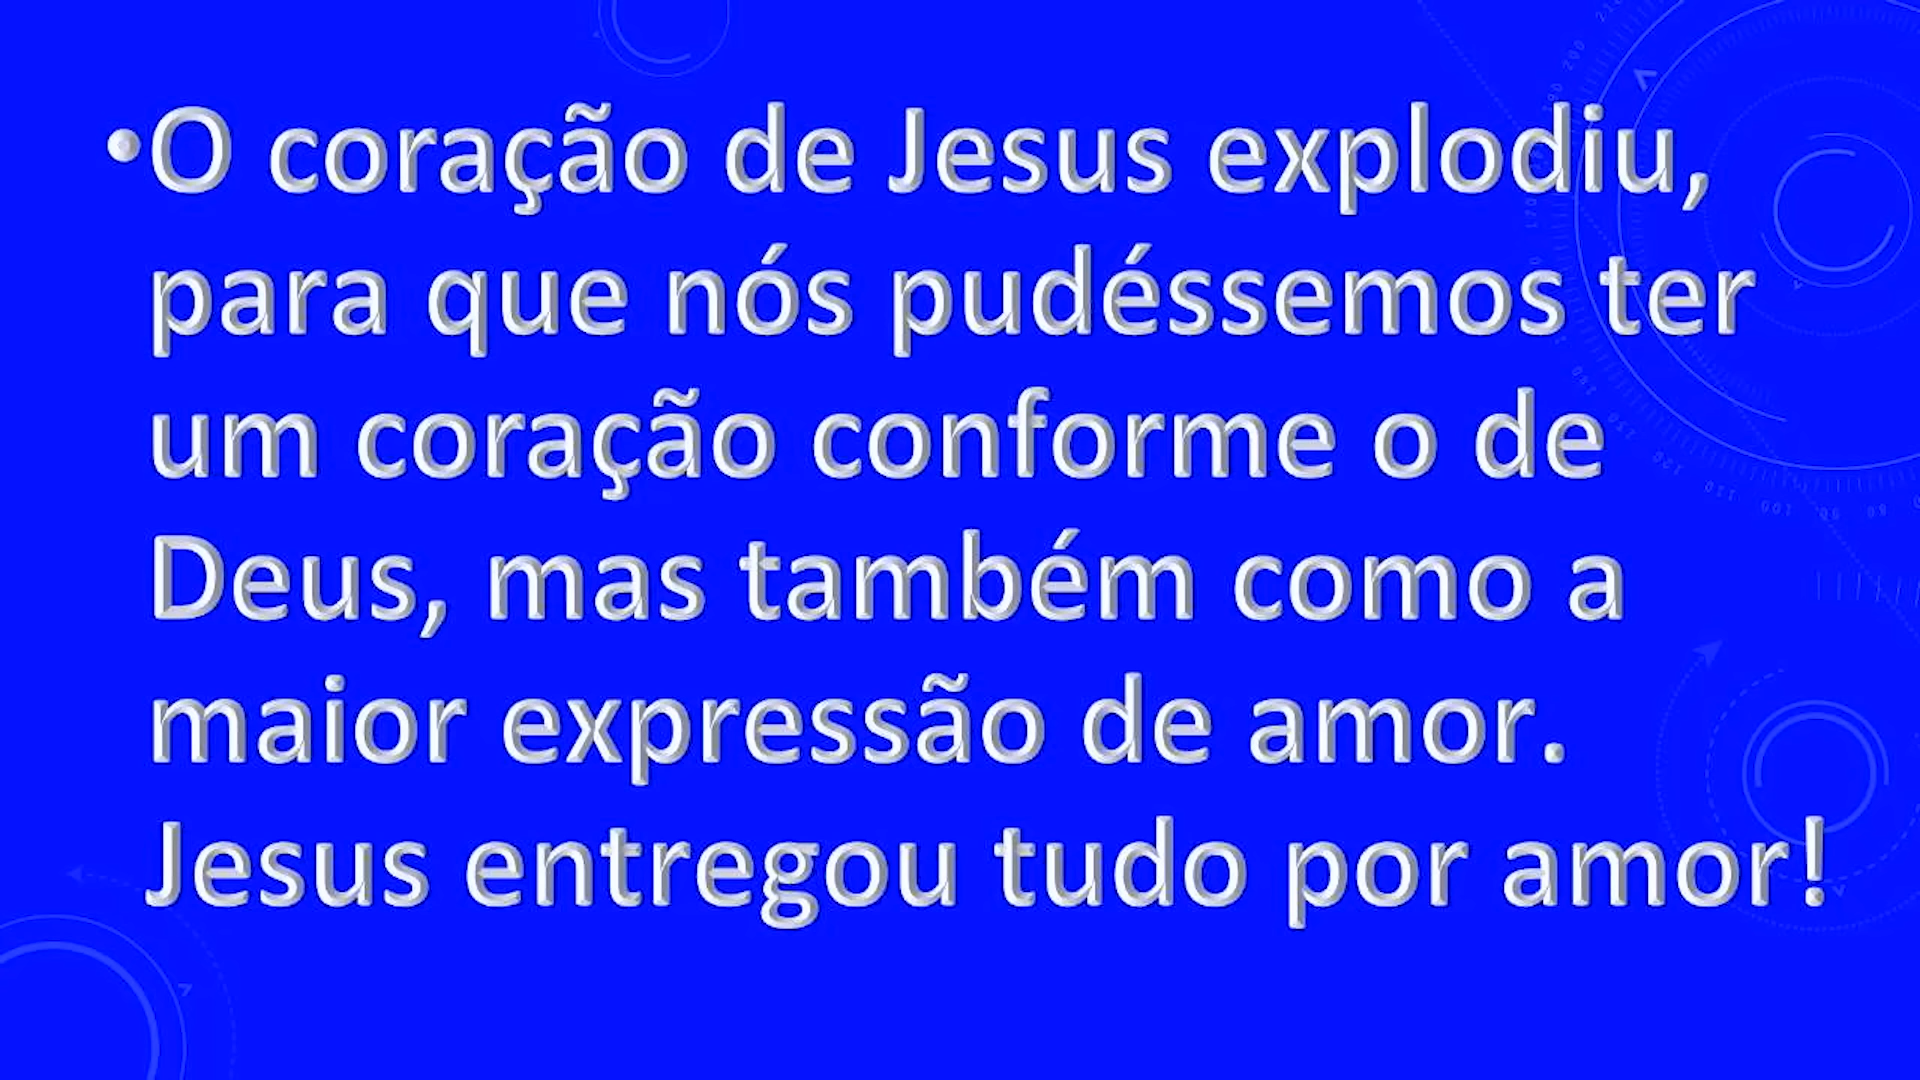 •O coração de Jesus explodiu,
para que nós pudéssemos ter
um coração conforme o de
Deus, mas também como a
maior expressão de amor.
Jesus entregou tudo por amor!